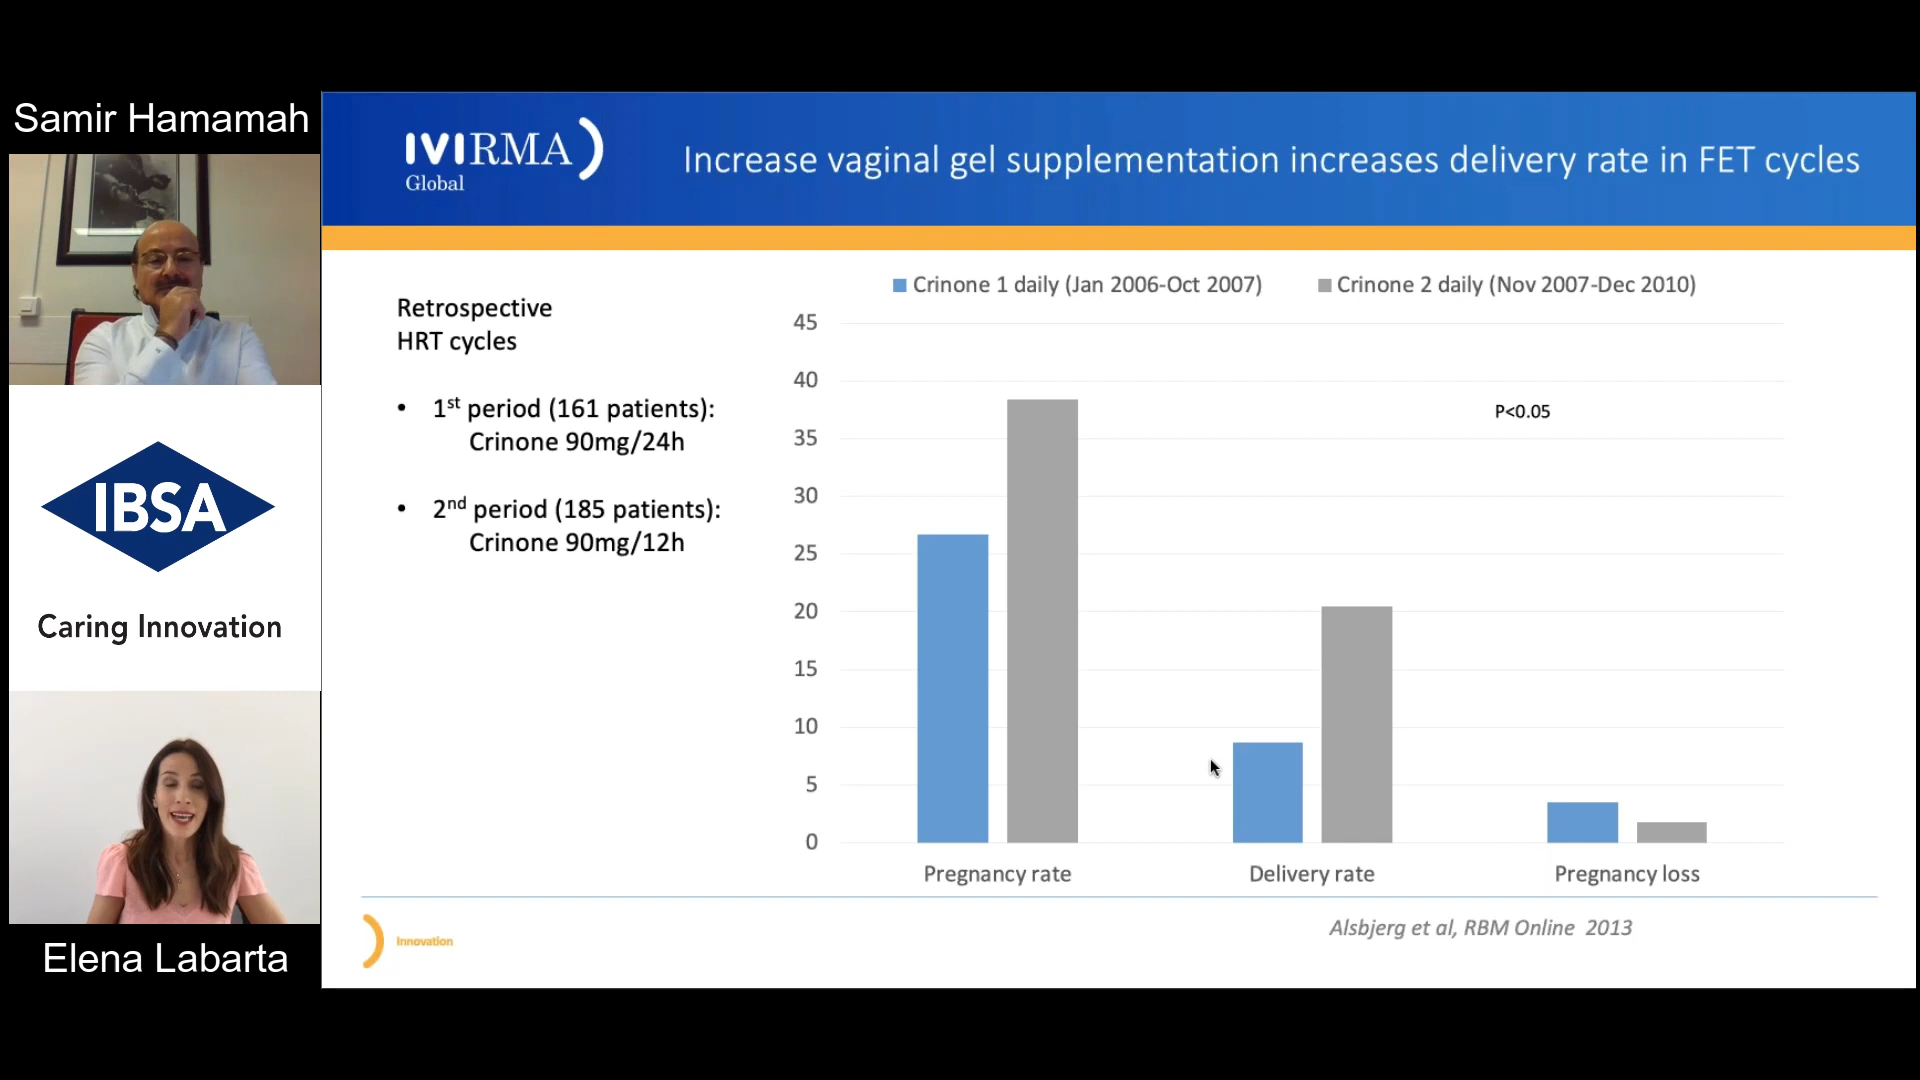 Samir Hamamah
IBSA
Caring Innovation
Elena Labarta
IVIRMA
Global
Increase vaginal gel supplementation increases delivery rate in FET cycles
Retrospective
HRT cycles
• 1st period (161 patients):
Crinone 90mg/24h
• 2nd period (185 patients):
Crinone 90mg/12h
Crinone 1 daily (Jan 2006-Oct 2007)
Crinone 2 daily (Nov 2007-Dec 2010)
45
40
35
30
25
20
15
10
5
0
P<0.05
Pregnancy rate
Delivery rate
Pregnancy loss
Alsbjerg et al, RBM Online 2013
Innovation